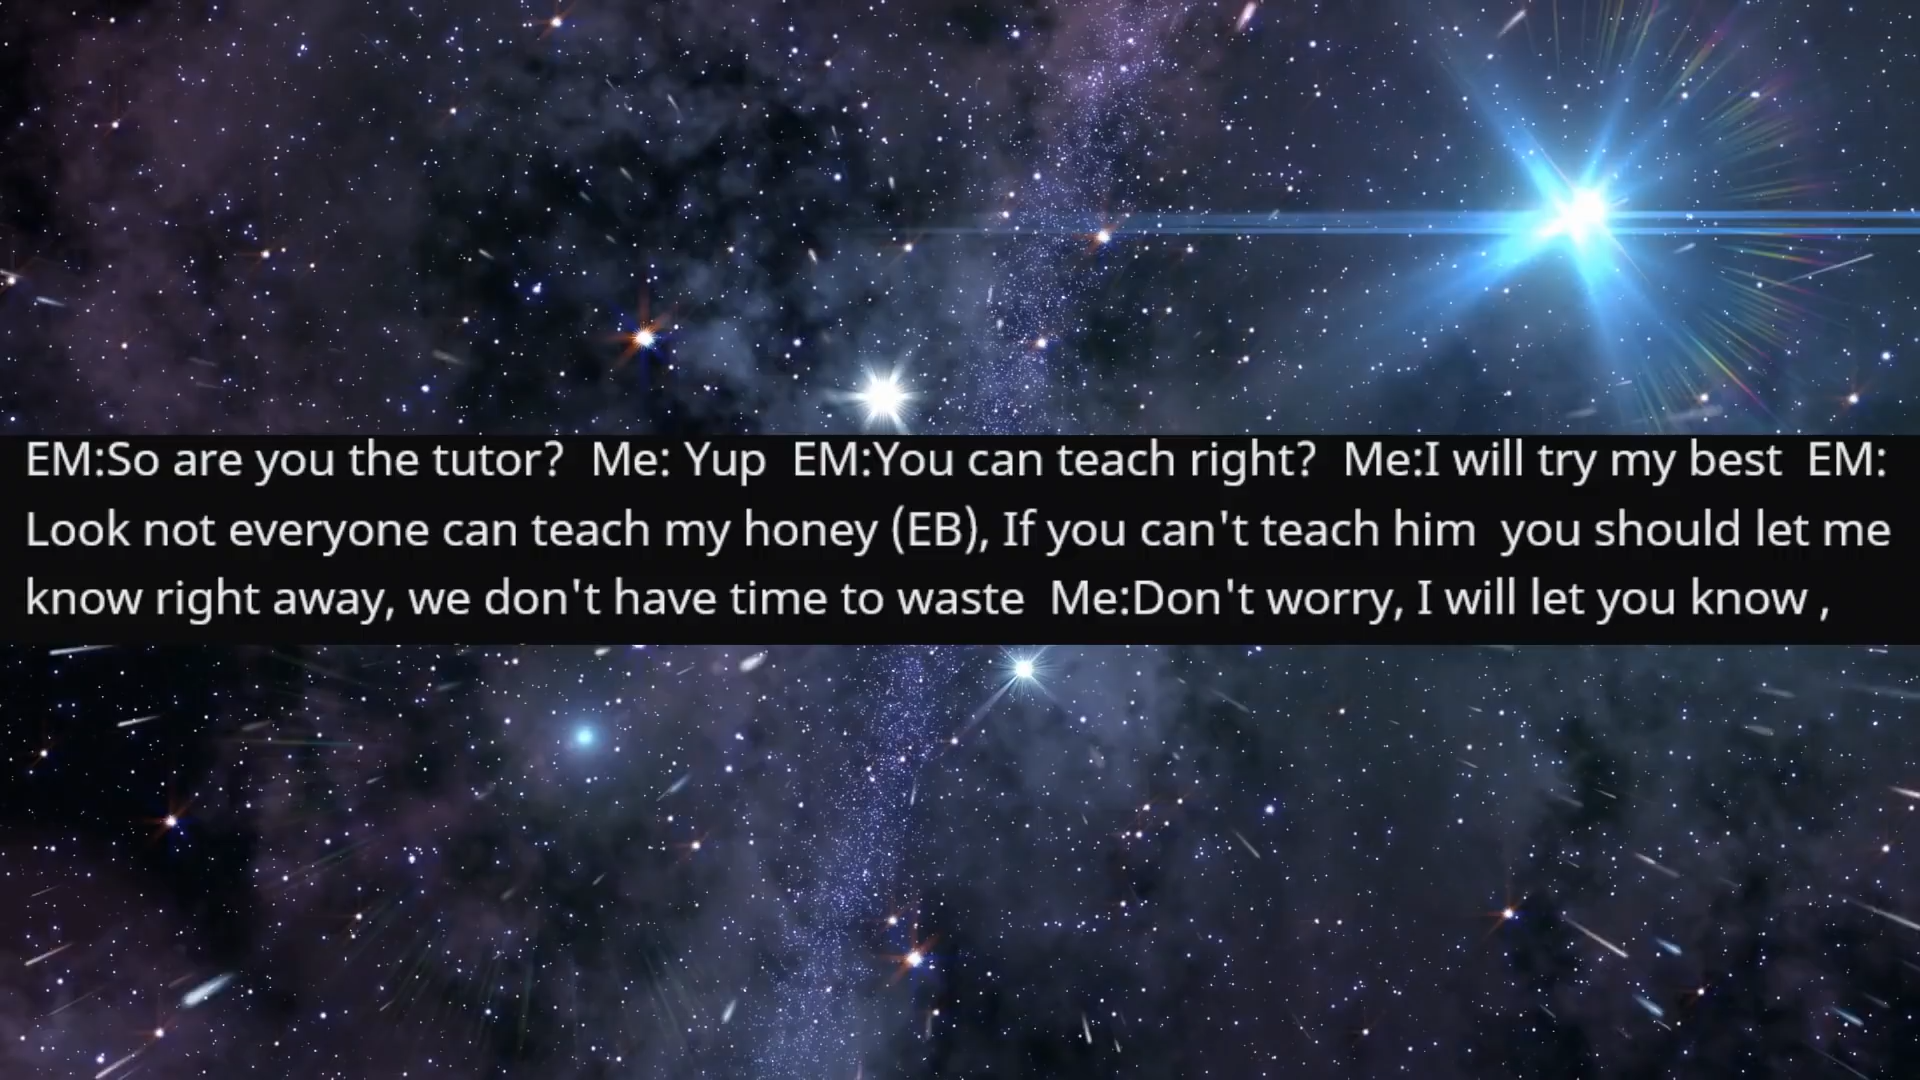 EM:So are you the tutor?  Me: Yup  EM:You can teach right?  Me:I will try my best  EM:
Look not everyone can teach my honey (EB), If you can't teach him  you should let me
know right away, we don't have time to waste  Me:Don't worry, I will let you know ,